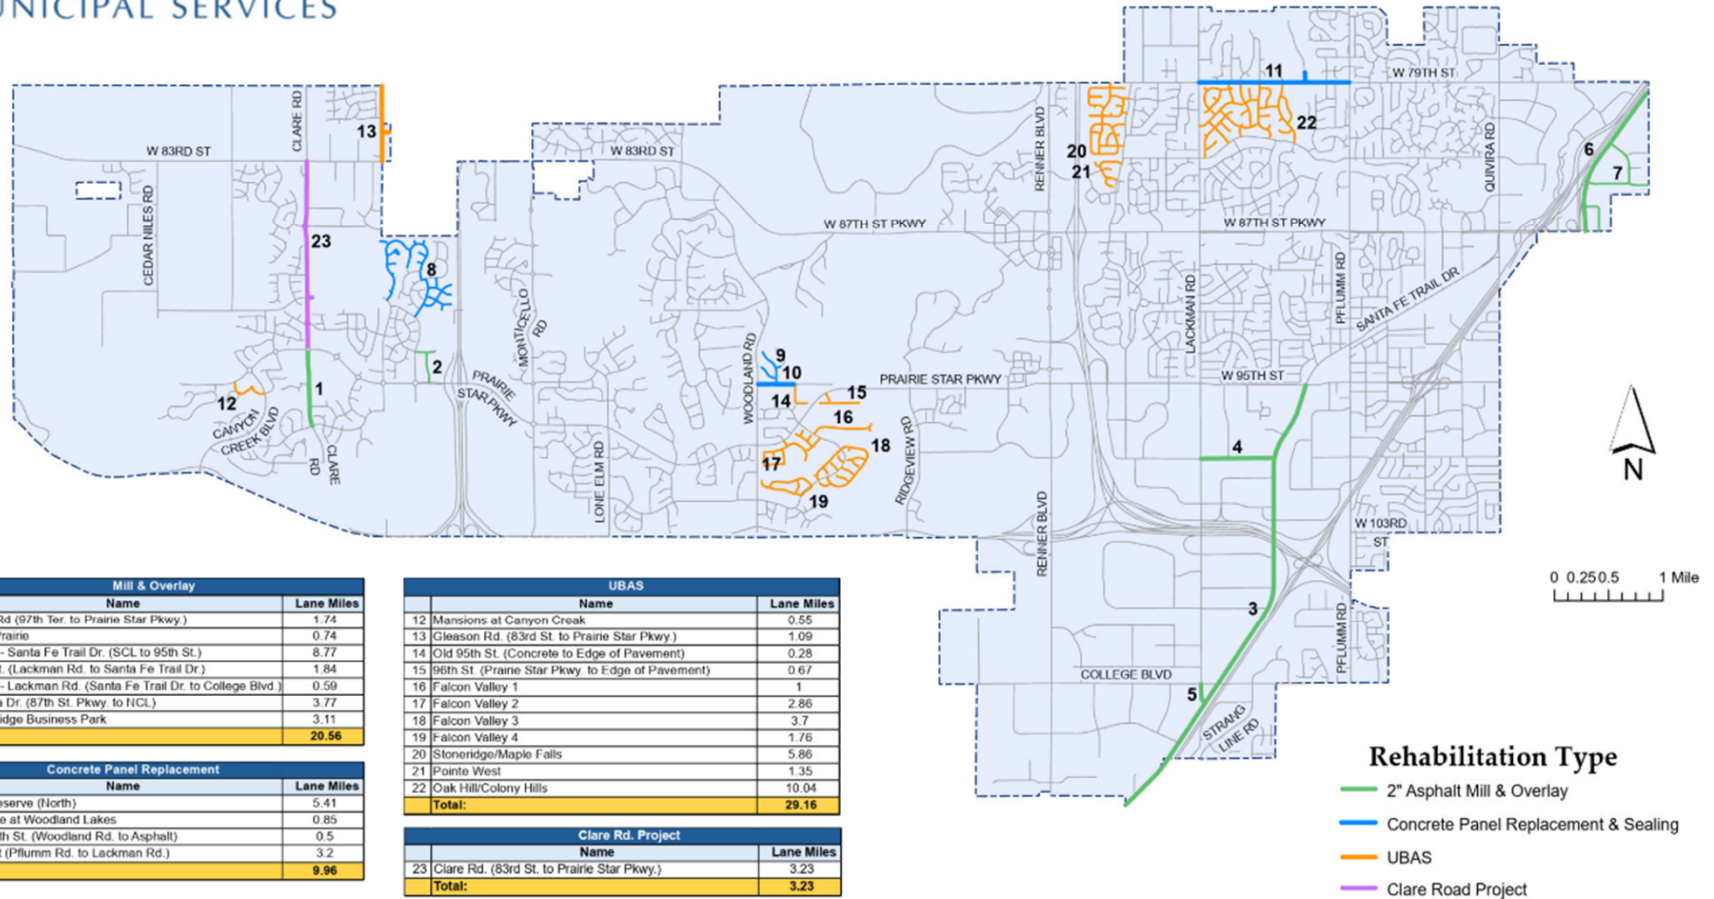 UNICIPAL SERVICES
11
W 79TH ST
CLARE RD
13
RENNER BLVD
22
QUIVIRA RD
6
W 83RD ST
W 83RD ST
20
21
7
CEDAR NILES RD
W 87TH ST PKWY
W 87TH ST PKWY
23
8
LACKMAN RD
PFLUMM RD
SANTA FE TRAIL DR
MONTICELLO
RD
WOODLAND RD
9
10
2
PRAIRIE
STAR PKWY
PRAIRIE STAR PKWY
W 95TH ST
1
12
14
15
16
CANYON
CREEK BLVD
CLARE
RD
17
18
4
19
LONE ELM RD
RIDGEVIEW RD
N
RENNER BLVD
W 103RD
ST
3
PFLUMM RD
0 0.25 0.5 1 Mile
COLLEGE BLVD
5
STRANG
LINE RD
Mill & Overlay
Name Lane Miles
Rd (97th Ter. to Prairie Star Pkwy.) 1.74
rairie 0.74
- Santa Fe Trail Dr. (SCL to 95th St.) 8.77
t. (Lackman Rd. to Santa Fe Trail Dr.) 1.84
- Lackman Rd. (Santa Fe Trail Dr. to College Blvd.) 0.59
a Dr. (87th St. Pkwy. to NCL) 3.77
idge Business Park 3.11
20.56
Concrete Panel Replacement
Name Lane Miles
eserve (North) 5.41
e at Woodland Lakes 0.85
th St. (Woodland Rd. to Asphalt) 0.5
t (Pflumm Rd. to Lackman Rd.) 3.2
9.96
UBAS
Name Lane Miles
12 Mansions at Canyon Creak 0.55
13 Gleason Rd. (83rd St. to Prairie Star Pkwy.) 1.09
14 Old 95th St. (Concrete to Edge of Pavement) 0.28
15 96th St. (Prairie Star Pkwy. to Edge of Pavement) 0.67
16 Falcon Valley 1 1
17 Falcon Valley 2 2.86
18 Falcon Valley 3 3.7
19 Falcon Valley 4 1.76
20 Stoneridge/Maple Falls 5.86
21 Pointe West 1.35
22 Oak Hill/Colony Hills 10.04
Total: 29.16
Clare Rd. Project
Name Lane Miles
23 Clare Rd. (83rd St. to Prairie Star Pkwy.) 3.23
Total: 3.23
Rehabilitation Type
2" Asphalt Mill & Overlay
Concrete Panel Replacement & Sealing
UBAS
Clare Road Project